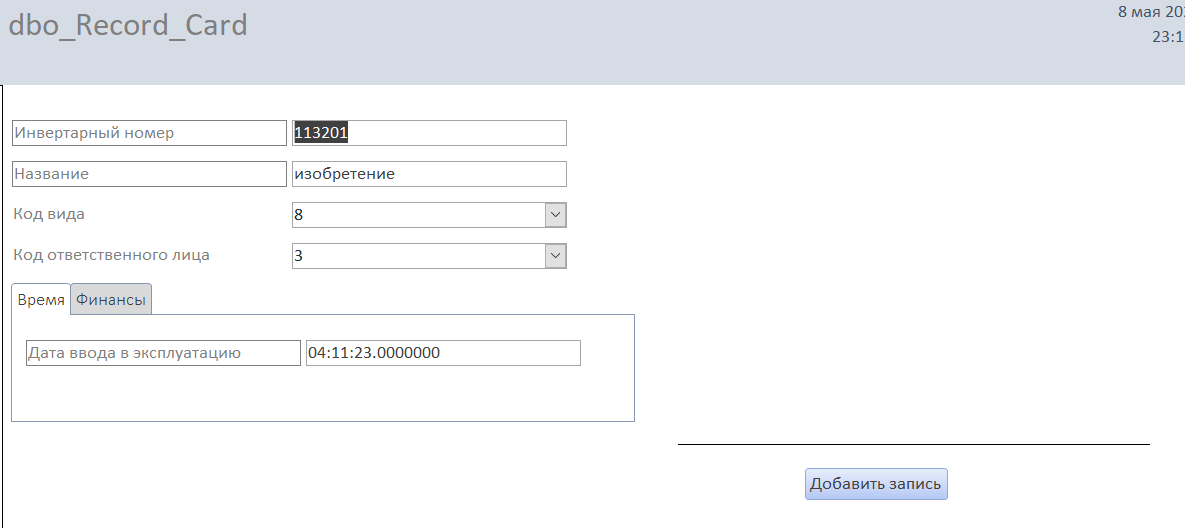 dbo_Record_Card
8 мая 202
23:1
Инвертарный номер 113201
Название изобретение
Код вида 8
Код ответственного лица 3
Время Финансы
Дата ввода в эксплуатацию 04:11:23.0000000
Добавить запись